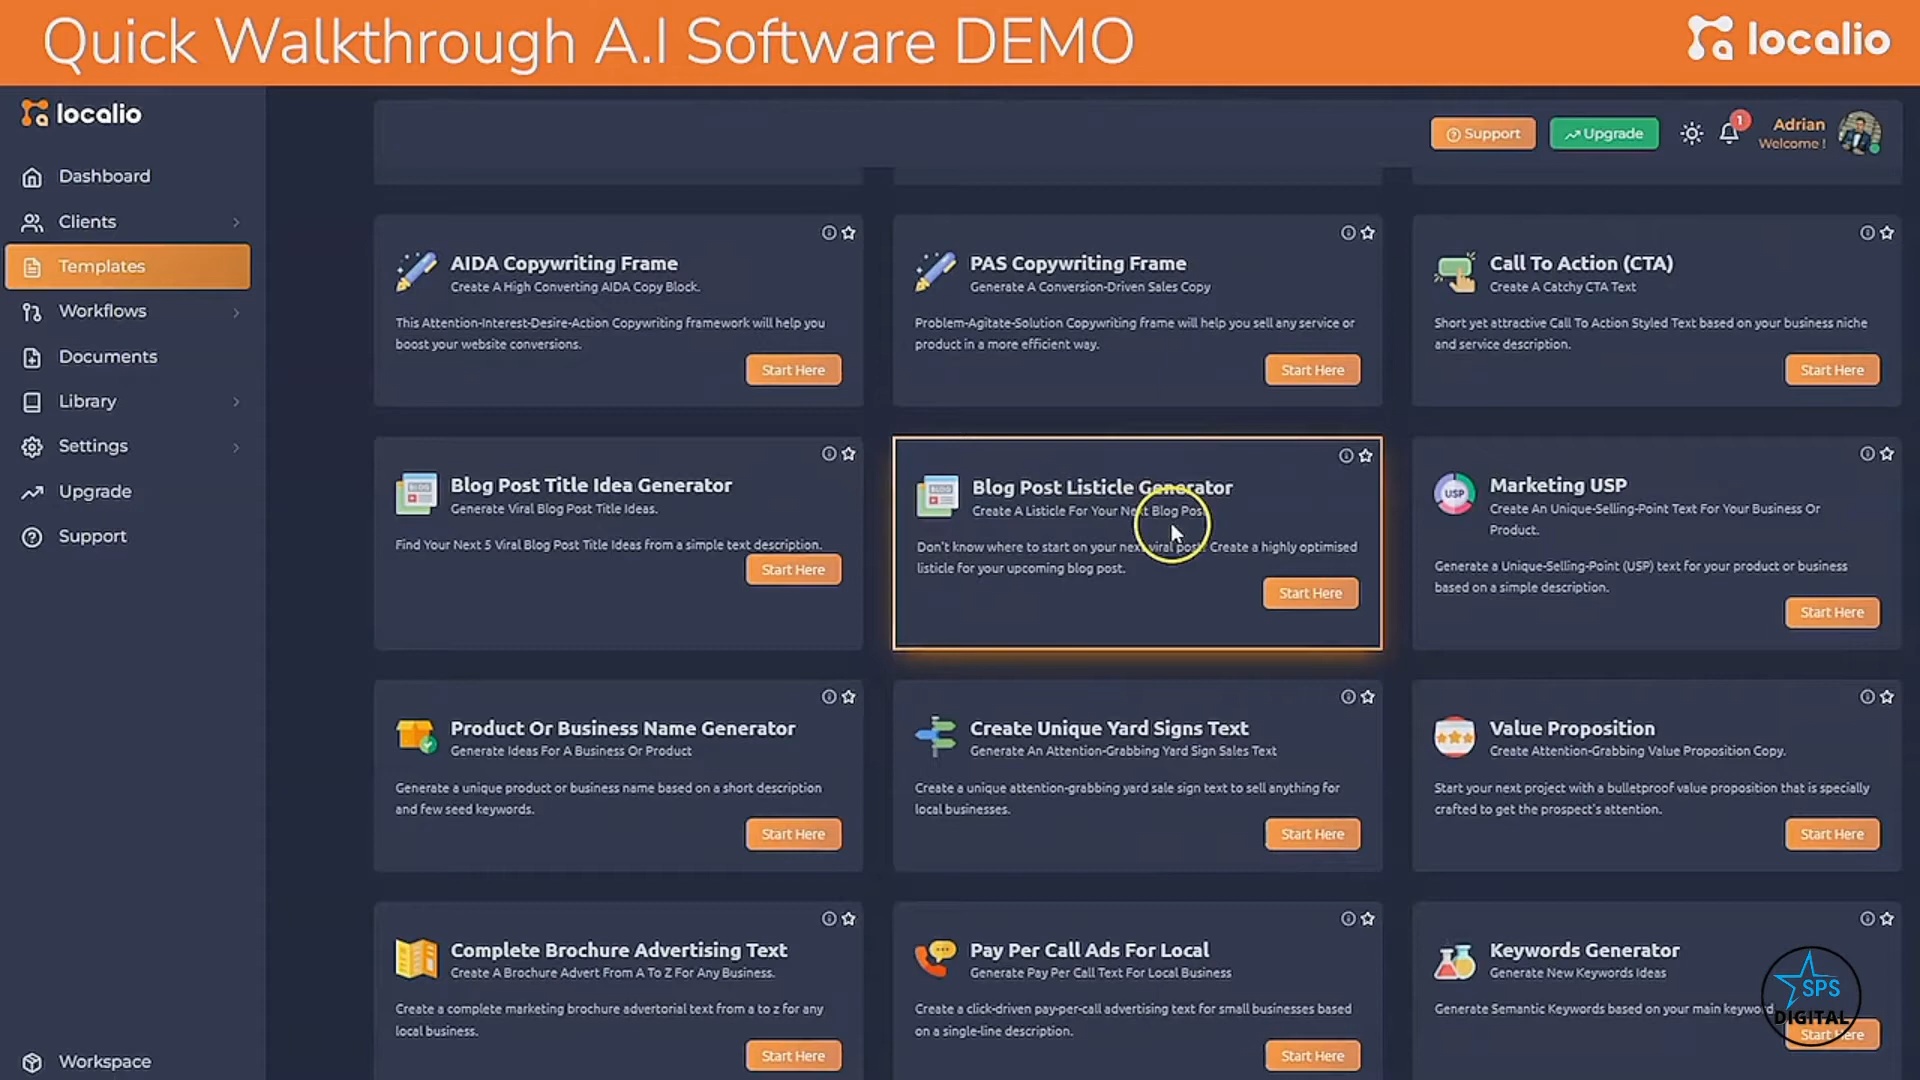 Quick Walkthrough A.I Software DEMO
localio
localio
Support
Upgrade
1
Adrian
Welcome !
Dashboard
Clients
Templates
Workflows
Documents
Library
Settings
Upgrade
Support
Workspace
AIDA Copywriting Frame
Create A High Converting AIDA Copy Block.
This Attention-Interest-Desire-Action Copywriting framework will help you
boost your website conversions.
Start Here
PAS Copywriting Frame
Generate A Conversion-Driven Sales Copy
Problem-Agitate-Solution Copywriting frame will help you sell any service or
product in a more efficient way.
Start Here
Call To Action (CTA)
Create A Catchy CTA Text
Short yet attractive Call To Action Styled Text based on your business niche
and service description.
Start Here
BLOG
Blog Post Title Idea Generator
Generate Viral Blog Post Title Ideas.
Find Your Next 5 Viral Blog Post Title Ideas from a simple text description.
Start Here
BLOG
Blog Post Listicle Generator
Create A Listicle For Your Next Blog Post
Don't know where to start on your next viral post? Create a highly optimised
listicle for your upcoming blog post.
Start Here
USP
Marketing USP
Create An Unique-Selling-Point Text For Your Business Or
Product.
Generate a Unique-Selling-Point (USP) text for your product or business
based on a simple description.
Start Here
Product Or Business Name Generator
Generate Ideas For A Business Or Product
Generate a unique product or business name based on a short description
and few seed keywords.
Start Here
Create Unique Yard Signs Text
Generate An Attention-Grabbing Yard Sign Sales Text
Create a unique attention-grabbing yard sale sign text to sell anything for
local businesses.
Start Here
Value Proposition
Create Attention-Grabbing Value Proposition Copy.
Start your next project with a bulletproof value proposition that is specially
crafted to get the prospect's attention.
Start Here
Complete Brochure Advertising Text
Create A Brochure Advert From A To Z For Any Business.
Create a complete marketing brochure advertorial text from a to z for any
local business.
Start Here
Pay Per Call Ads For Local
Generate Pay Per Call Text For Local Business
Create a click-driven pay-per-call advertising text for small businesses based
on a single-line description.
Start Here
Keywords Generator
Generate New Keywords Ideas
Generate Semantic Keywords based on your main keyword
Start Here
SPS
DIGITAL